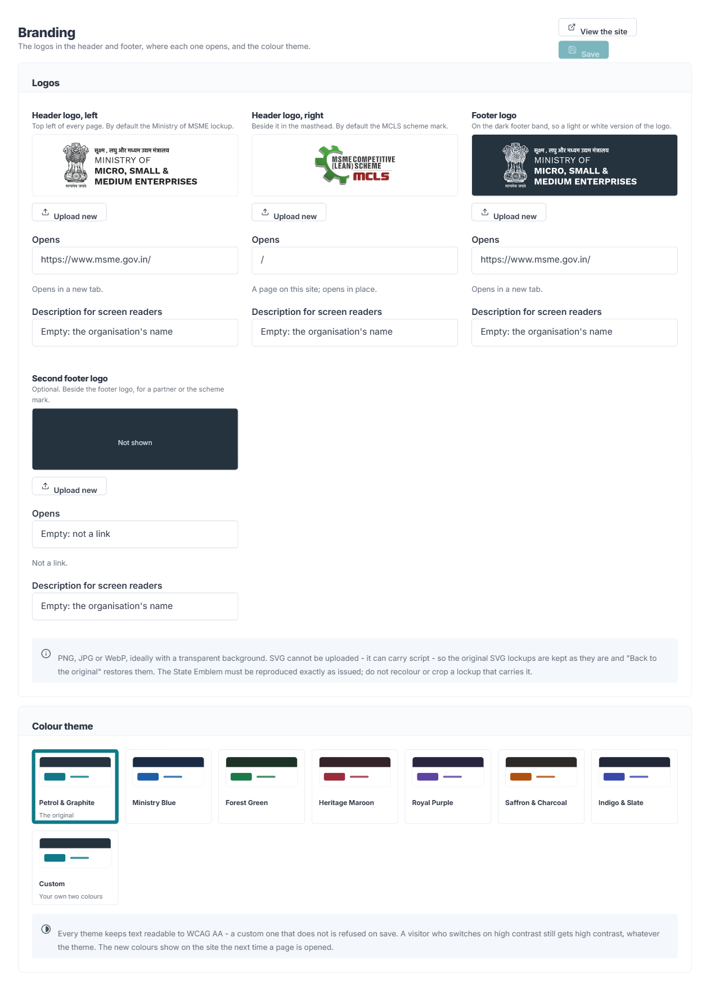 Branding
The logos in the header and footer, where each one opens, and the colour theme.
View the site
Save
Logos
Header logo, left
Top left of every page. By default the Ministry of MSME lockup.
सूक्ष्म , लघु और मध्यम उद्यम मंत्रालय
MINISTRY OF
MICRO, SMALL &
MEDIUM ENTERPRISES
सत्यमेव जयते
Upload new
Opens
https://www.msme.gov.in/
Opens in a new tab.
Description for screen readers
Empty: the organisation's name
Header logo, right
Beside it in the masthead. By default the MCLS scheme mark.
MSME COMPETITIVE
(LEAN) SCHEME
MCLS
Upload new
Opens
/
A page on this site; opens in place.
Description for screen readers
Empty: the organisation's name
Footer logo
On the dark footer band, so a light or white version of the logo.
सूक्ष्म , लघु और मध्यम उद्यम मंत्रालय
MINISTRY OF
MICRO, SMALL &
MEDIUM ENTERPRISES
सत्यमेव जयते
Upload new
Opens
https://www.msme.gov.in/
Opens in a new tab.
Description for screen readers
Empty: the organisation's name
Second footer logo
Optional. Beside the footer logo, for a partner or the scheme
mark.
Not shown
Upload new
Opens
Empty: not a link
Not a link.
Description for screen readers
Empty: the organisation's name
PNG, JPG or WebP, ideally with a transparent background. SVG cannot be uploaded - it can carry script - so the original SVG lockups are kept as they are and "Back to
the original" restores them. The State Emblem must be reproduced exactly as issued; do not recolour or crop a lockup that carries it.
Colour theme
Petrol & Graphite
The original
Ministry Blue
Forest Green
Heritage Maroon
Royal Purple
Saffron & Charcoal
Indigo & Slate
Custom
Your own two colours
Every theme keeps text readable to WCAG AA - a custom one that does not is refused on save. A visitor who switches on high contrast still gets high contrast, whatever
the theme. The new colours show on the site the next time a page is opened.